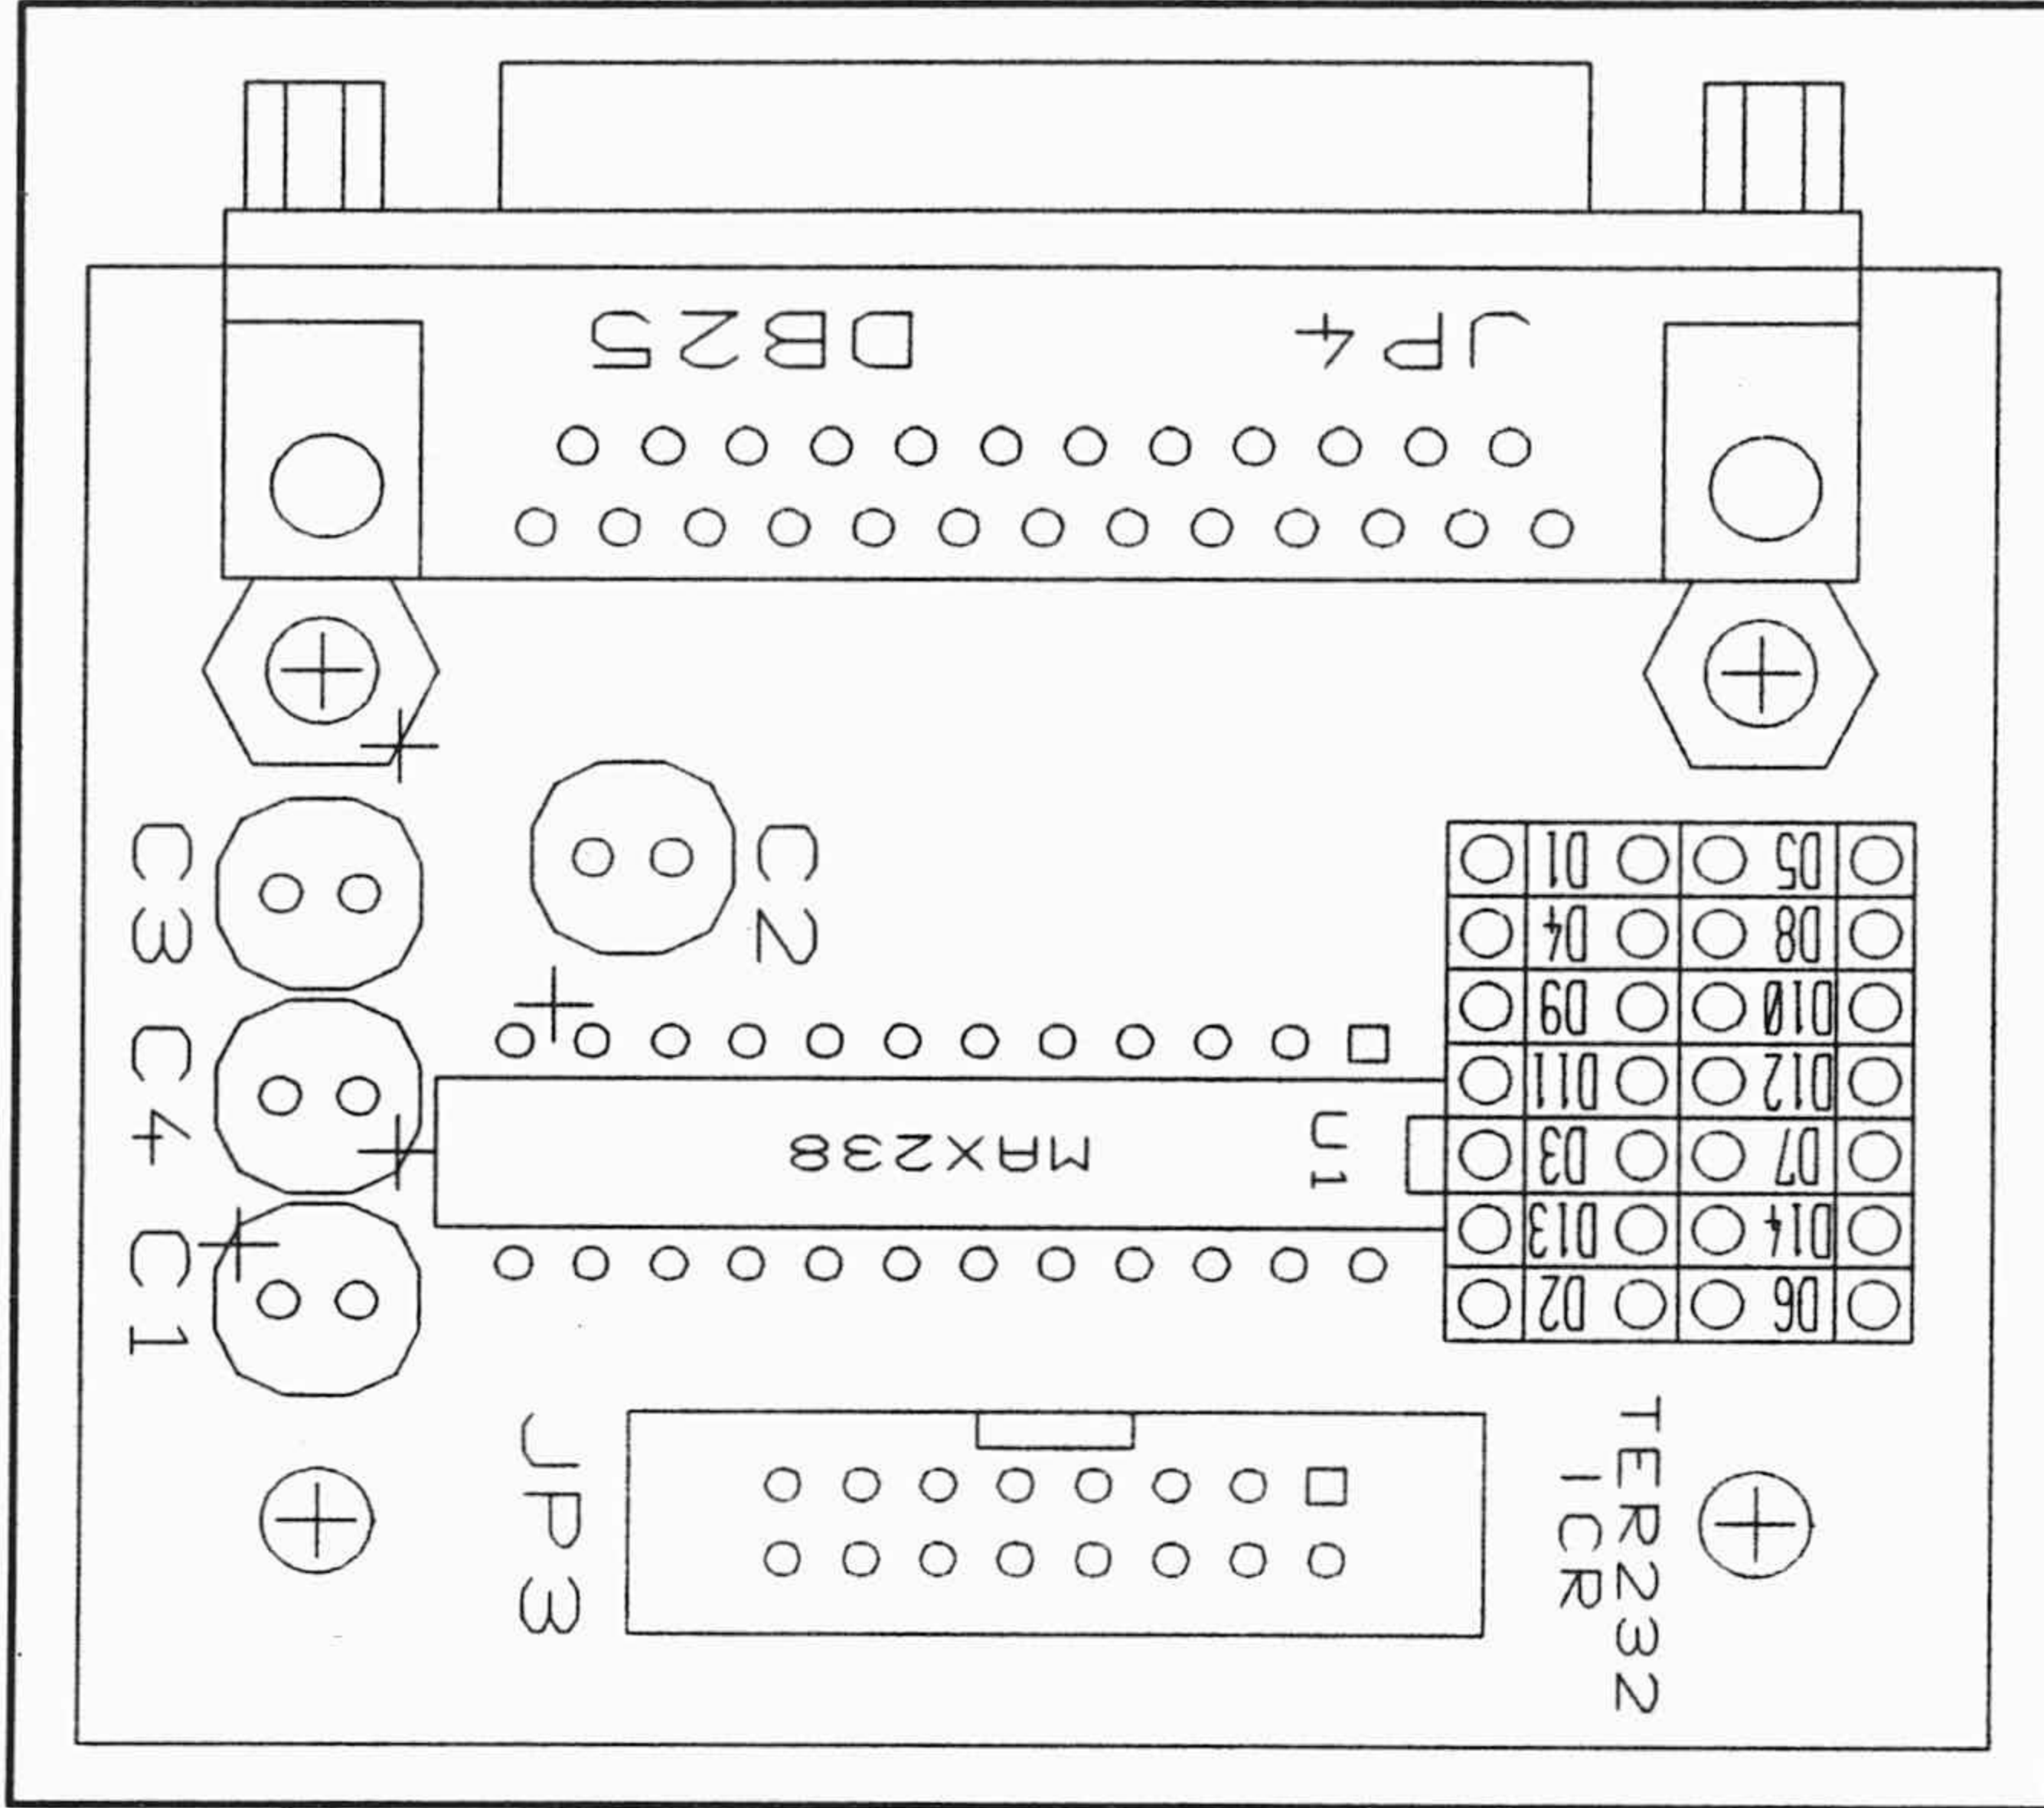 DB25
JP4
C3
C2
C4
C1
MAX238
U1
D1
D5
D4
D8
D9
D10
D11
D12
D3
D7
D13
D14
D2
D6
JP3
TER232
ICR